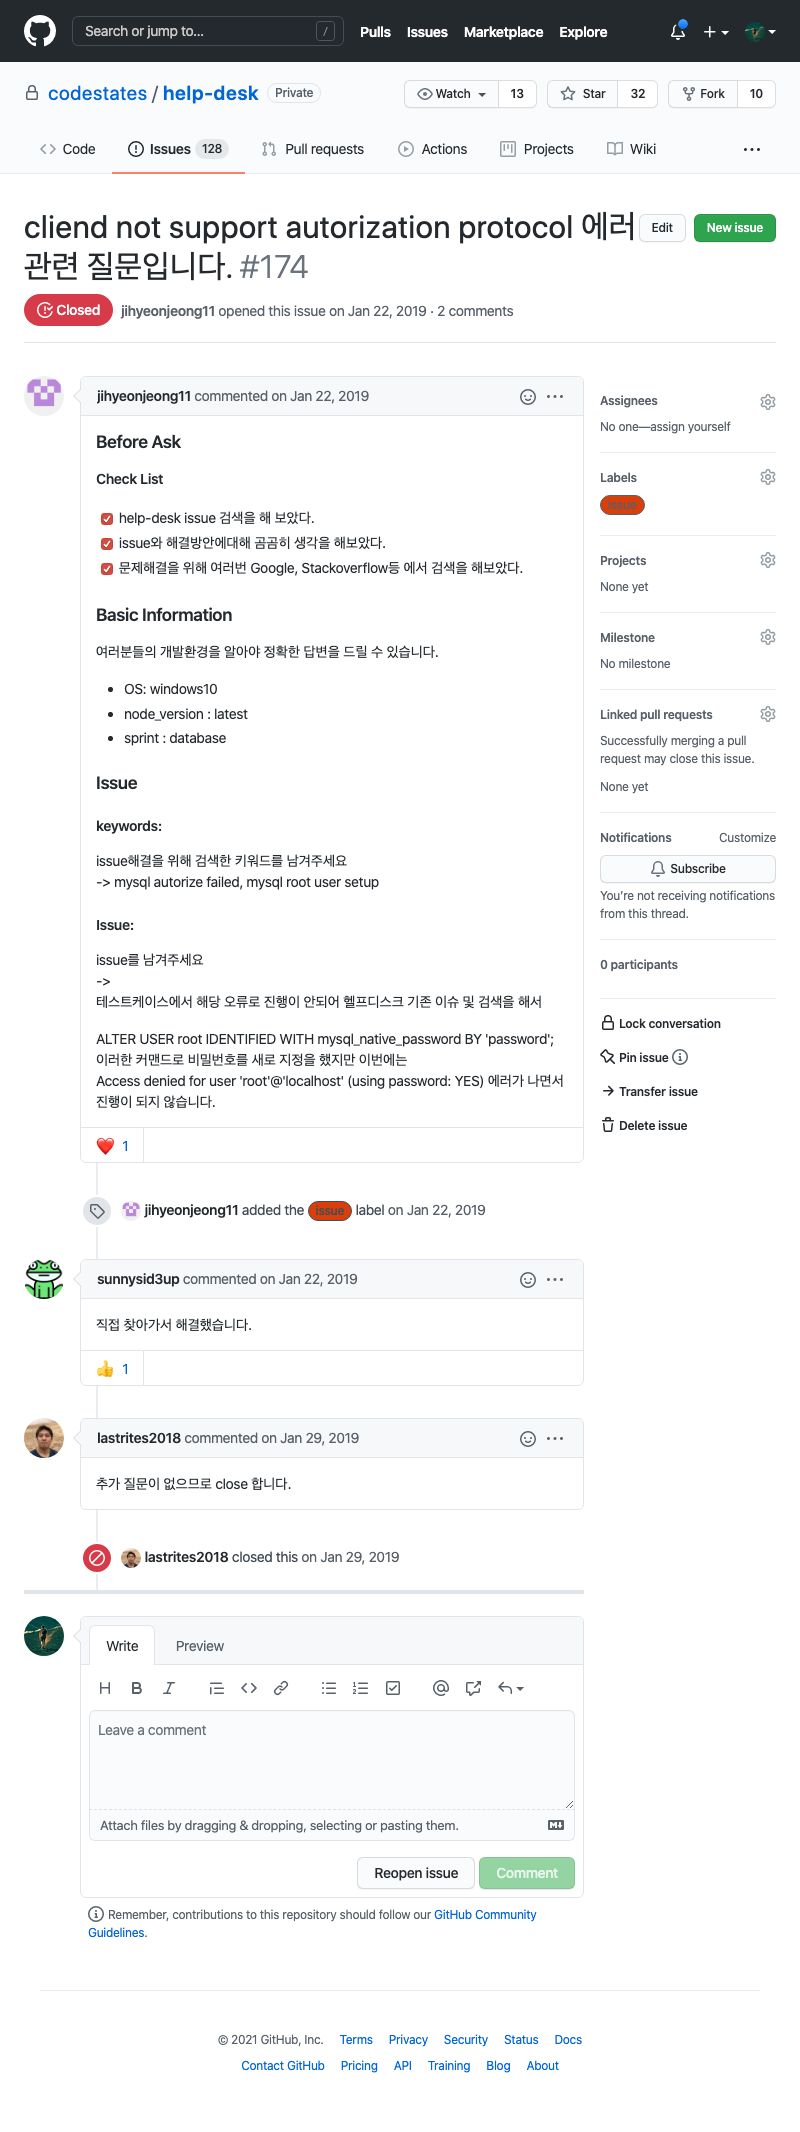 Search or jump to...
/
Pulls
Issues
Marketplace
Explore
codestates / help-desk
Private
Watch
13
Star
32
Fork
10
Code
Issues 128
Pull requests
Actions
Projects
Wiki
cliend not support autorization protocol 에러
관련 질문입니다. #174
Edit
New issue
Closed
jihyeonjeong11 opened this issue on Jan 22, 2019 · 2 comments
jihyeonjeong11 commented on Jan 22, 2019
Before Ask
Check List
help-desk issue 검색을 해 보았다.
issue와 해결방안에대해 곰곰히 생각을 해보았다.
문제해결을 위해 여러번 Google, Stackoverflow등 에서 검색을 해보았다.
Basic Information
여러분들의 개발환경을 알아야 정확한 답변을 드릴 수 있습니다.
OS: windows10
node_version : latest
sprint : database
Issue
keywords:
issue해결을 위해 검색한 키워드를 남겨주세요
-> mysql autorize failed, mysql root user setup
Issue:
issue를 남겨주세요
->
테스트케이스에서 해당 오류로 진행이 안되어 헬프디스크 기존 이슈 및 검색을 해서
ALTER USER root IDENTIFIED WITH mysql_native_password BY 'password';
이러한 커맨드로 비밀번호를 새로 지정을 했지만 이번에는
Access denied for user 'root'@'localhost' (using password: YES) 에러가 나면서
진행이 되지 않습니다.
1
Assignees
No one—assign yourself
Labels
issue
Projects
None yet
Milestone
No milestone
Linked pull requests
Successfully merging a pull
request may close this issue.
None yet
Notifications
Customize
Subscribe
You're not receiving notifications
from this thread.
0 participants
Lock conversation
Pin issue
Transfer issue
Delete issue
jihyeonjeong11 added the issue label on Jan 22, 2019
sunnysid3up commented on Jan 22, 2019
직접 찾아가서 해결했습니다.
1
lastrites2018 commented on Jan 29, 2019
추가 질문이 없으므로 close 합니다.
lastrites2018 closed this on Jan 29, 2019
Write
Preview
Leave a comment
Attach files by dragging & dropping, selecting or pasting them.
Reopen issue
Comment
Remember, contributions to this repository should follow our GitHub Community
Guidelines.
© 2021 GitHub, Inc.
Terms
Privacy
Security
Status
Docs
Contact GitHub
Pricing
API
Training
Blog
About